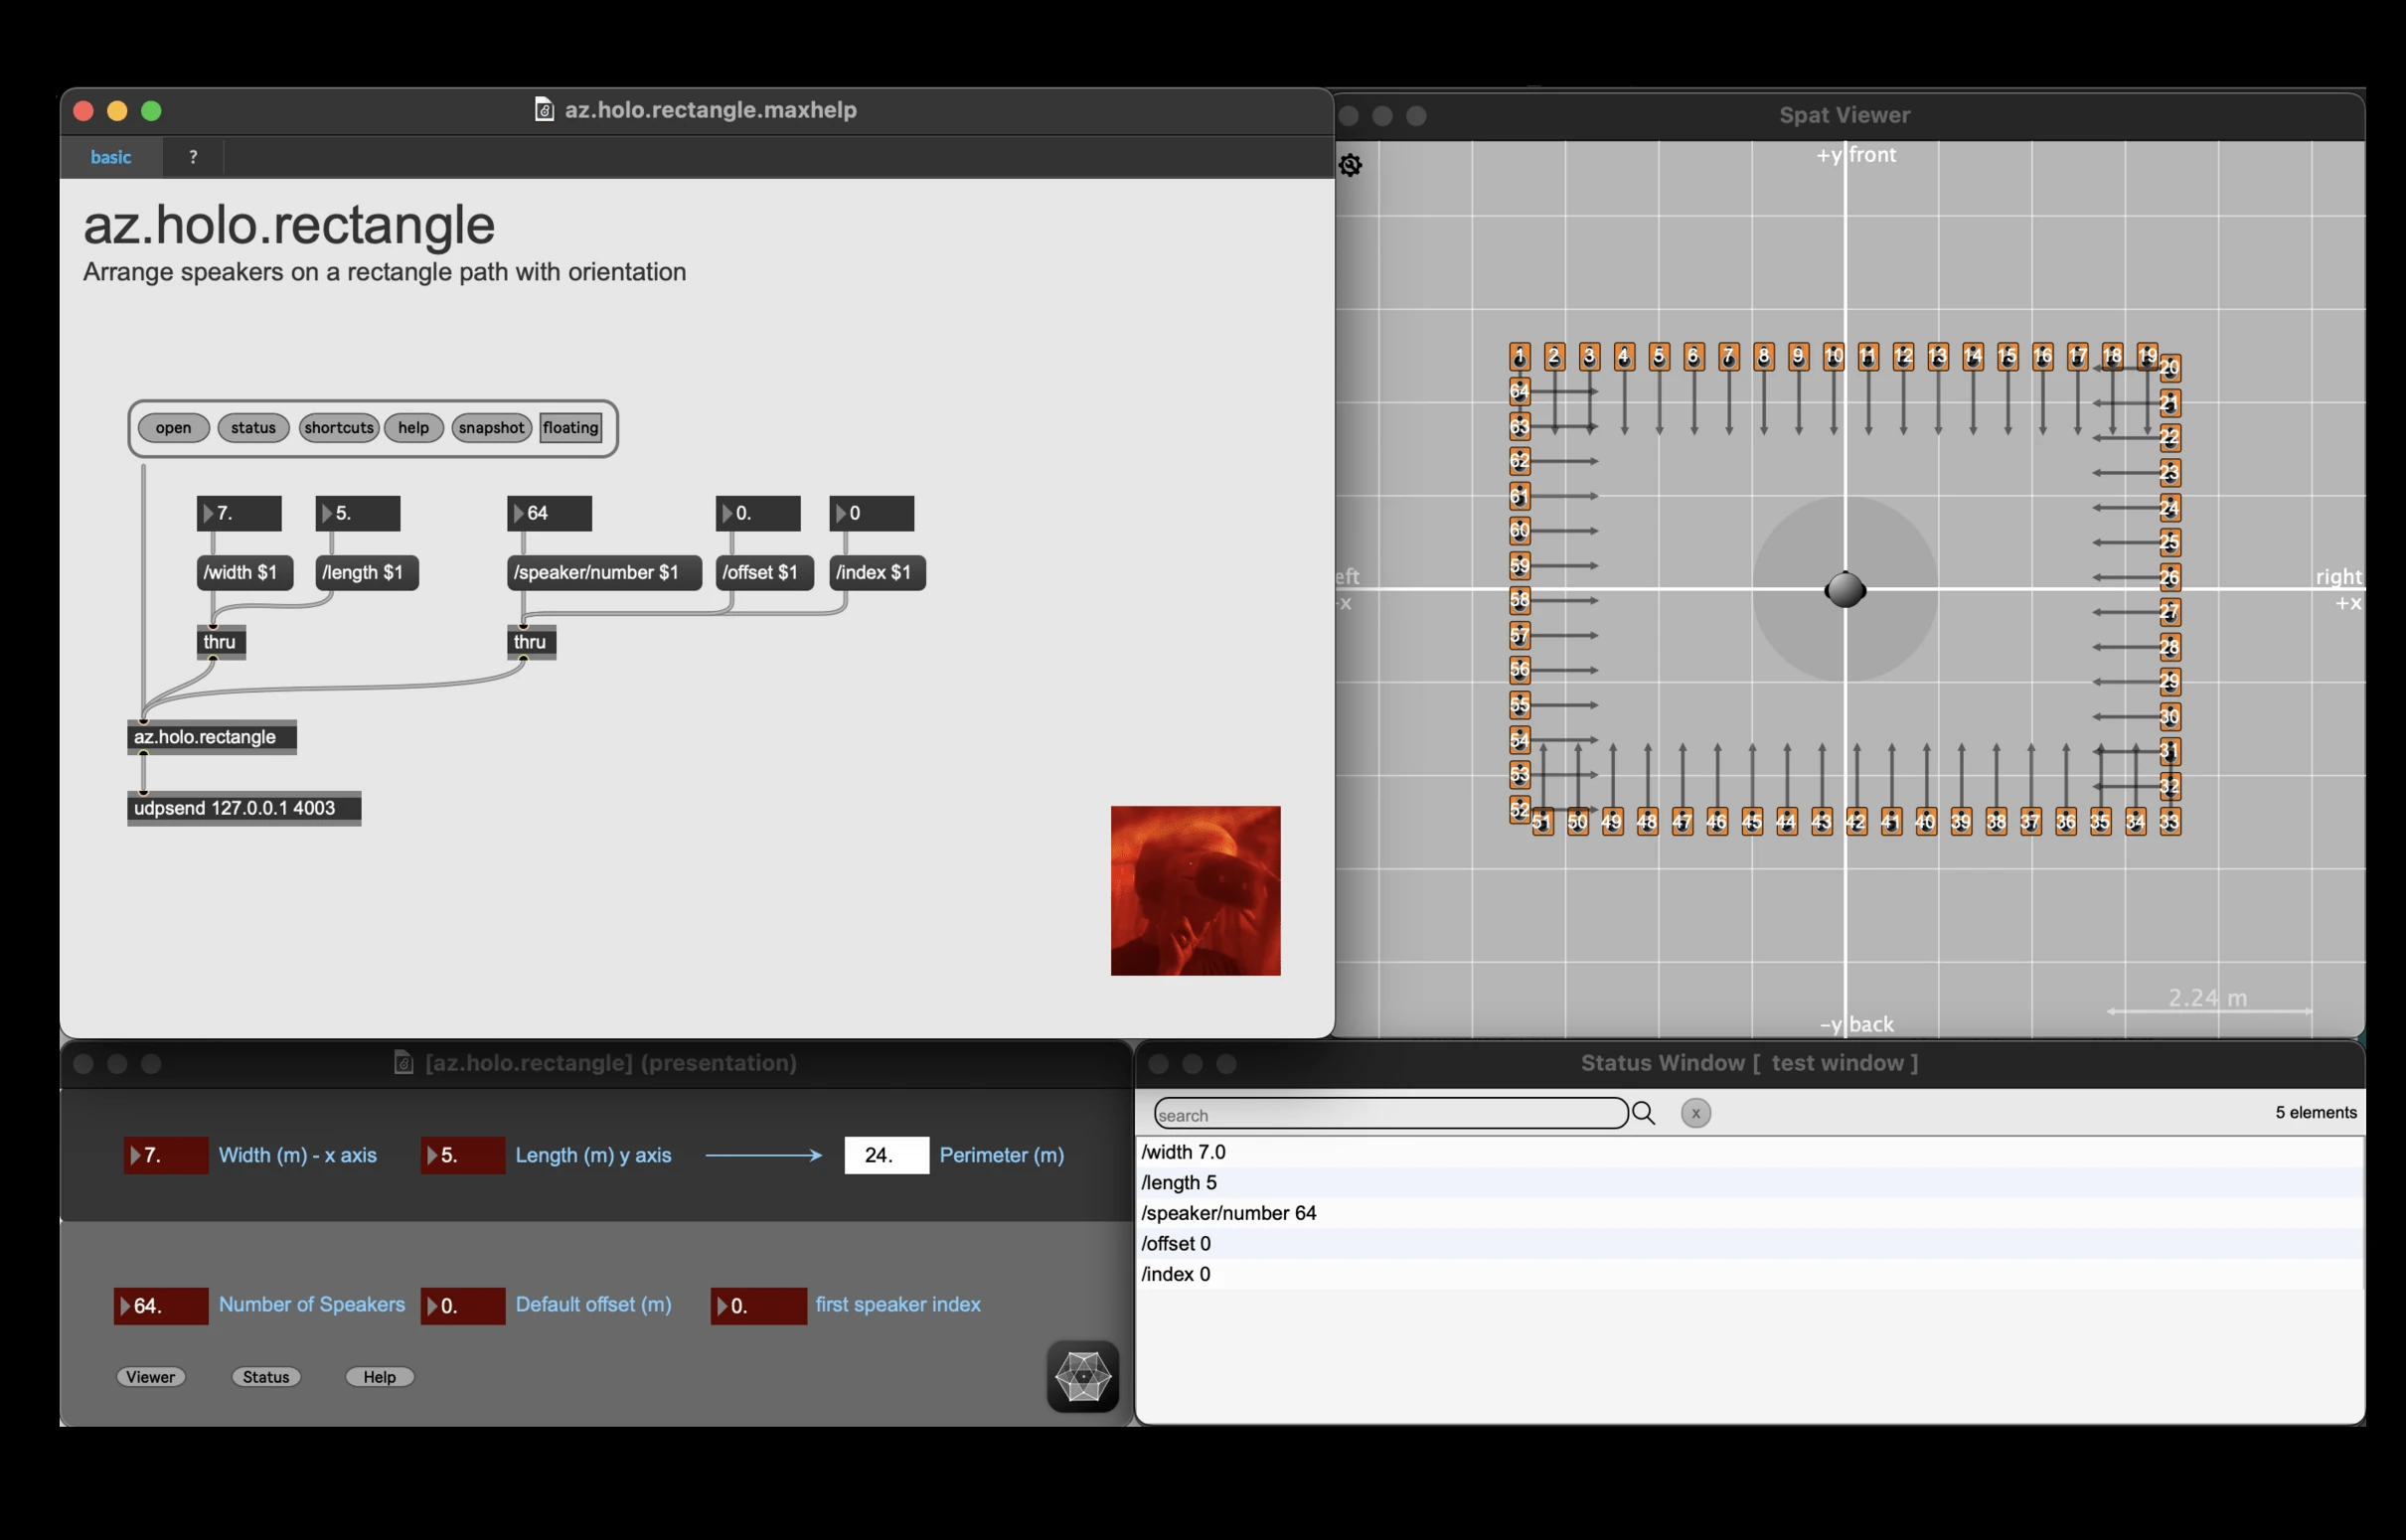 az.holo.rectangle.maxhelp
basic
?
az.holo.rectangle
Arrange speakers on a rectangle path with orientation
open status shortcuts help snapshot floating
7. 5. 64 0. 0
/width $1 /length $1 /speaker/number $1 /offset $1 /index $1
thru thru
az.holo.rectangle
udpsend 127.0.0.1 4003
Spat Viewer
+y front
1 2 3 4 5 6 7 8 9 10 11 12 13 14 15 16 17 18 19
20
64 21
63 22
62 23
61 24
60 25
59 26
eft right
-x +x
58 27
57 28
56 29
55 30
54 31
53 32
52
51 50 49 48 47 46 45 44 43 42 41 40 39 38 37 36 35 34 33
2.24 m
-y back
[az.holo.rectangle] (presentation)
7. Width (m) - x axis 5. Length (m) y axis 24. Perimeter (m)
64. Number of Speakers 0. Default offset (m) 0. first speaker index
Viewer Status Help
Status Window [ test window ]
search x 5 elements
/width 7.0
/length 5
/speaker/number 64
/offset 0
/index 0